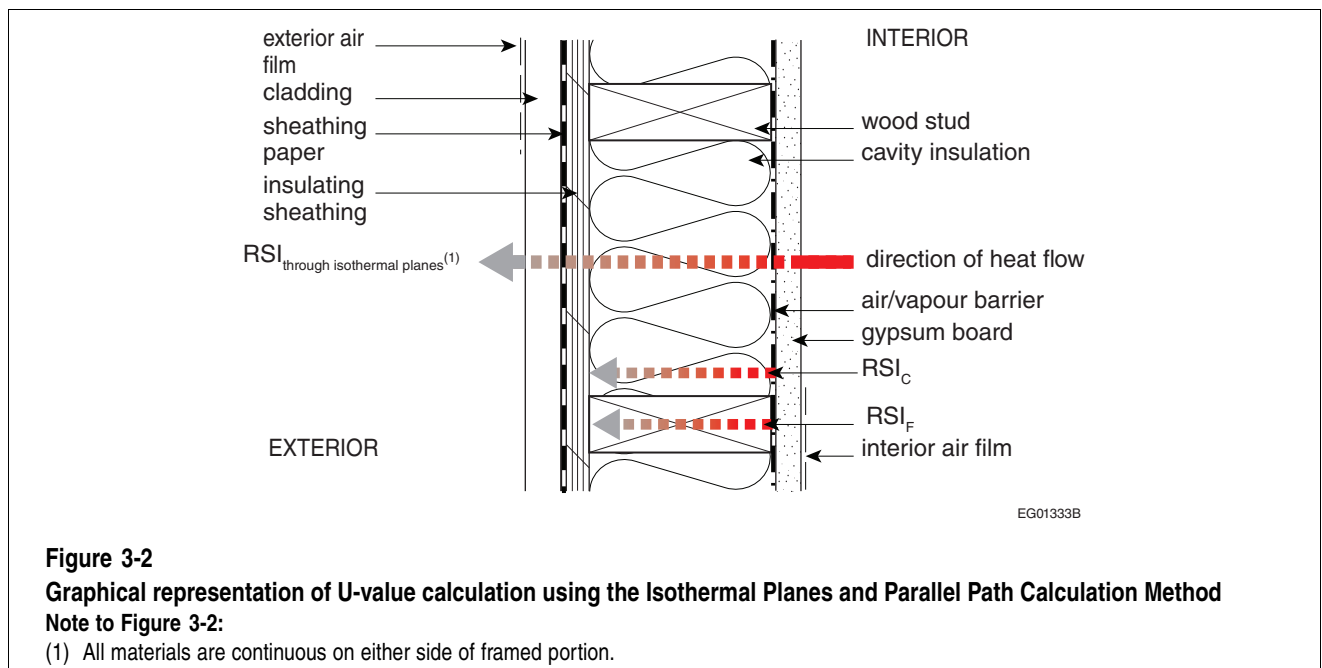 exterior air
film
cladding
sheathing
paper
insulating
sheathing
RSI through isothermal planes(1)
EXTERIOR
INTERIOR
wood stud
cavity insulation
direction of heat flow
air/vapour barrier
gypsum board
RSIC
RSIF
interior air film
EG01333B
Figure 3-2
Graphical representation of U-value calculation using the Isothermal Planes and Parallel Path Calculation Method
Note to Figure 3-2:
(1) All materials are continuous on either side of framed portion.